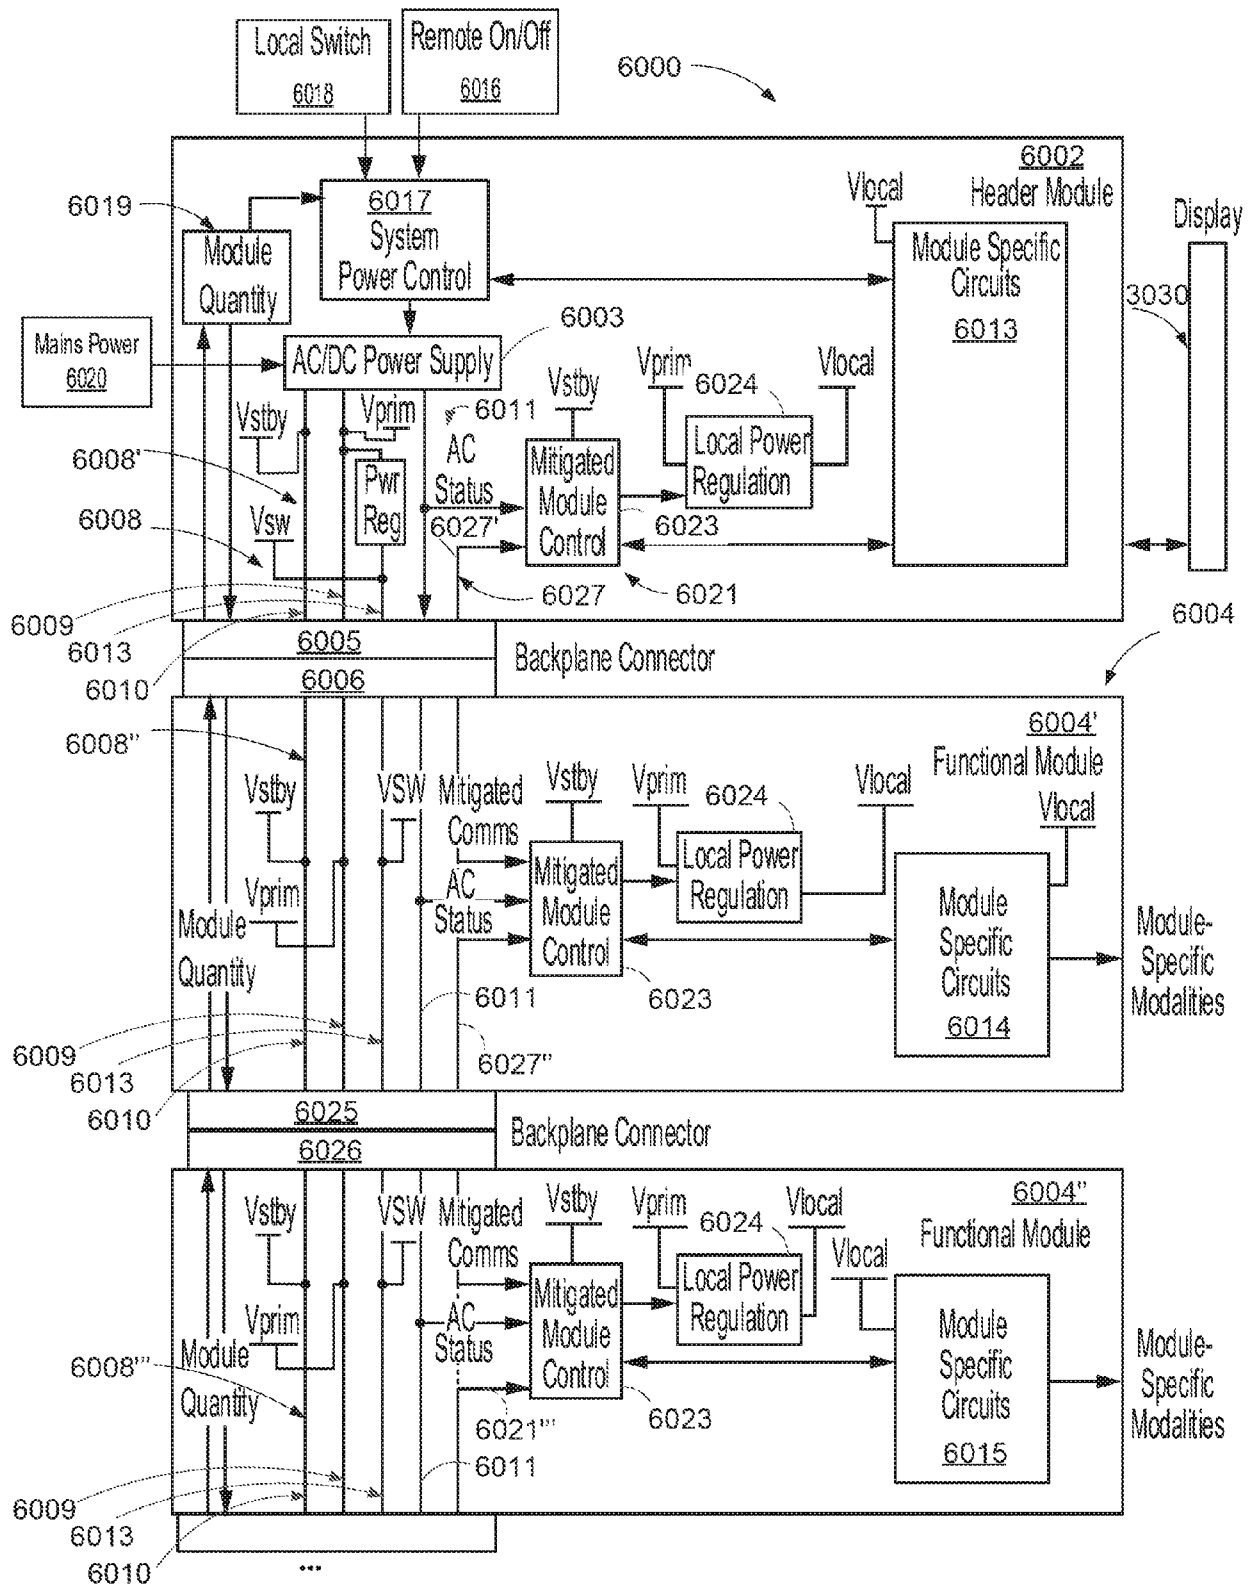 Local Switch
6018
Remote On/Off
6016
6000
6002
Header Module
6017
System
Power Control
6019
Module
Quantity
Vlocal
Module Specific
Circuits
6013
Display
3030
Mains Power
6020
AC/DC Power Supply
6003
Vstby
Vprim
6011
AC
Status
Vstby
Vprim
6024
Vlocal
Local Power
Regulation
6008'
6008
Vsw
Pwr
Reg
Mitigated
Module
Control
6023
6027'
6027
6021
6009
6013
6010
6005
6006
Backplane Connector
6004
6004'
Functional Module
6008"
Vstby
VSW
Mitigated
Comms
Vstby
Vprim
6024
Vlocal
Vlocal
Vprim
AC
Status
Mitigated
Module
Control
Local Power
Regulation
Module
Specific
Circuits
6014
Module-
Specific
Modalities
Module
Quantity
6011
6023
6027"
6009
6013
6010
6025
6026
Backplane Connector
6004"
Functional Module
Vstby
VSW
Mitigated
Comms
Vstby
Vprim
6024
Vlocal
Vlocal
Vprim
AC
Status
Mitigated
Module
Control
Local Power
Regulation
Module
Specific
Circuits
6015
Module-
Specific
Modalities
6008'''
Module
Quantity
6021'''
6011
6023
6009
6013
6010
...